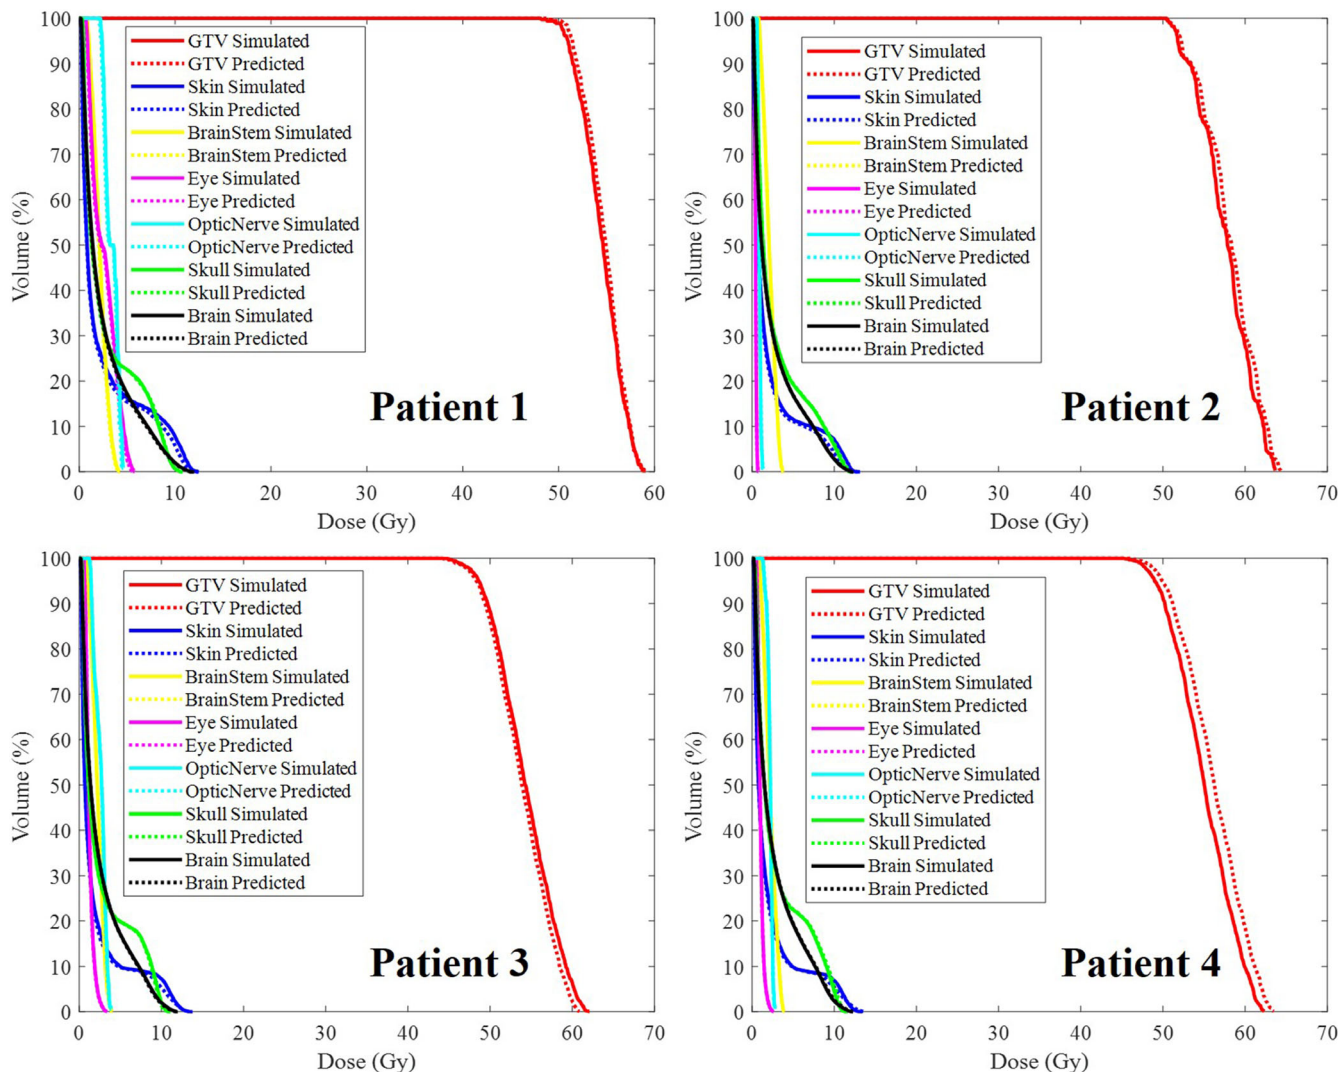 100
90
80
70
60
50
40
30
20
10
0
Volume (%)
GTV Simulated
GTV Predicted
Skin Simulated
Skin Predicted
BrainStem Simulated
BrainStem Predicted
Eye Simulated
Eye Predicted
OpticNerve Simulated
OpticNerve Predicted
Skull Simulated
Skull Predicted
Brain Simulated
Brain Predicted
Patient 1
0 10 20 30 40 50 60
Dose (Gy)
100
90
80
70
60
50
40
30
20
10
0
Volume (%)
GTV Simulated
GTV Predicted
Skin Simulated
Skin Predicted
BrainStem Simulated
BrainStem Predicted
Eye Simulated
Eye Predicted
OpticNerve Simulated
OpticNerve Predicted
Skull Simulated
Skull Predicted
Brain Simulated
Brain Predicted
Patient 2
0 10 20 30 40 50 60 70
Dose (Gy)
100
90
80
70
60
50
40
30
20
10
0
Volume (%)
GTV Simulated
GTV Predicted
Skin Simulated
Skin Predicted
BrainStem Simulated
BrainStem Predicted
Eye Simulated
Eye Predicted
OpticNerve Simulated
OpticNerve Predicted
Skull Simulated
Skull Predicted
Brain Simulated
Brain Predicted
Patient 3
0 10 20 30 40 50 60 70
Dose (Gy)
100
90
80
70
60
50
40
30
20
10
0
Volume (%)
GTV Simulated
GTV Predicted
Skin Simulated
Skin Predicted
BrainStem Simulated
BrainStem Predicted
Eye Simulated
Eye Predicted
OpticNerve Simulated
OpticNerve Predicted
Skull Simulated
Skull Predicted
Brain Simulated
Brain Predicted
Patient 4
0 10 20 30 40 50 60 70
Dose (Gy)